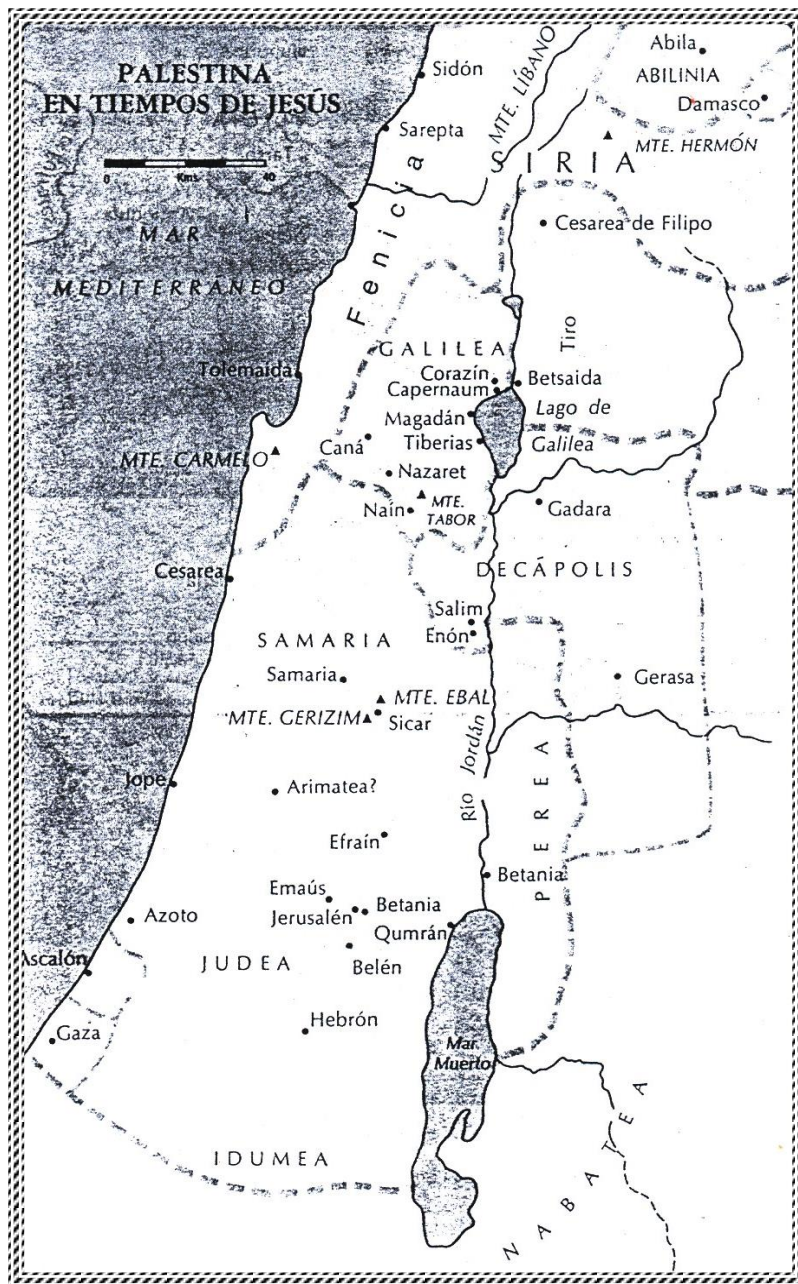 PALESTINA
EN TIEMPOS DE JESÚS
0 Kms 40
MAR
MEDITERRÁNEO
Sidón
Sarepta
MTE. LÍBANO
Abila
ABILINIA
Damasco
MTE. HERMÓN
SIRIA
Fenicia
Cesarea de Filipo
Tiro
GALILEA
Tolemaida
Corazín
Capernaum
Betsaida
Magadán
Lago de
Galilea
Tiberias
Caná
MTE. CARMELO
Nazaret
MTE.
TABOR
Naín
Gadara
Cesarea
DECÁPOLIS
Salim
Enón
SAMARIA
Samaria
MTE. EBAL
MTE. GERIZIM
Sicar
Gerasa
Río Jordán
Jope
Arimatea?
PEREA
Efraín
Betania
Emaús
Jerusalén
Betania
Qumrán
Azoto
JUDEA
Belén
Ascalón
Gaza
Hebrón
Mar
Muerto
IDUMEA
NABATEA